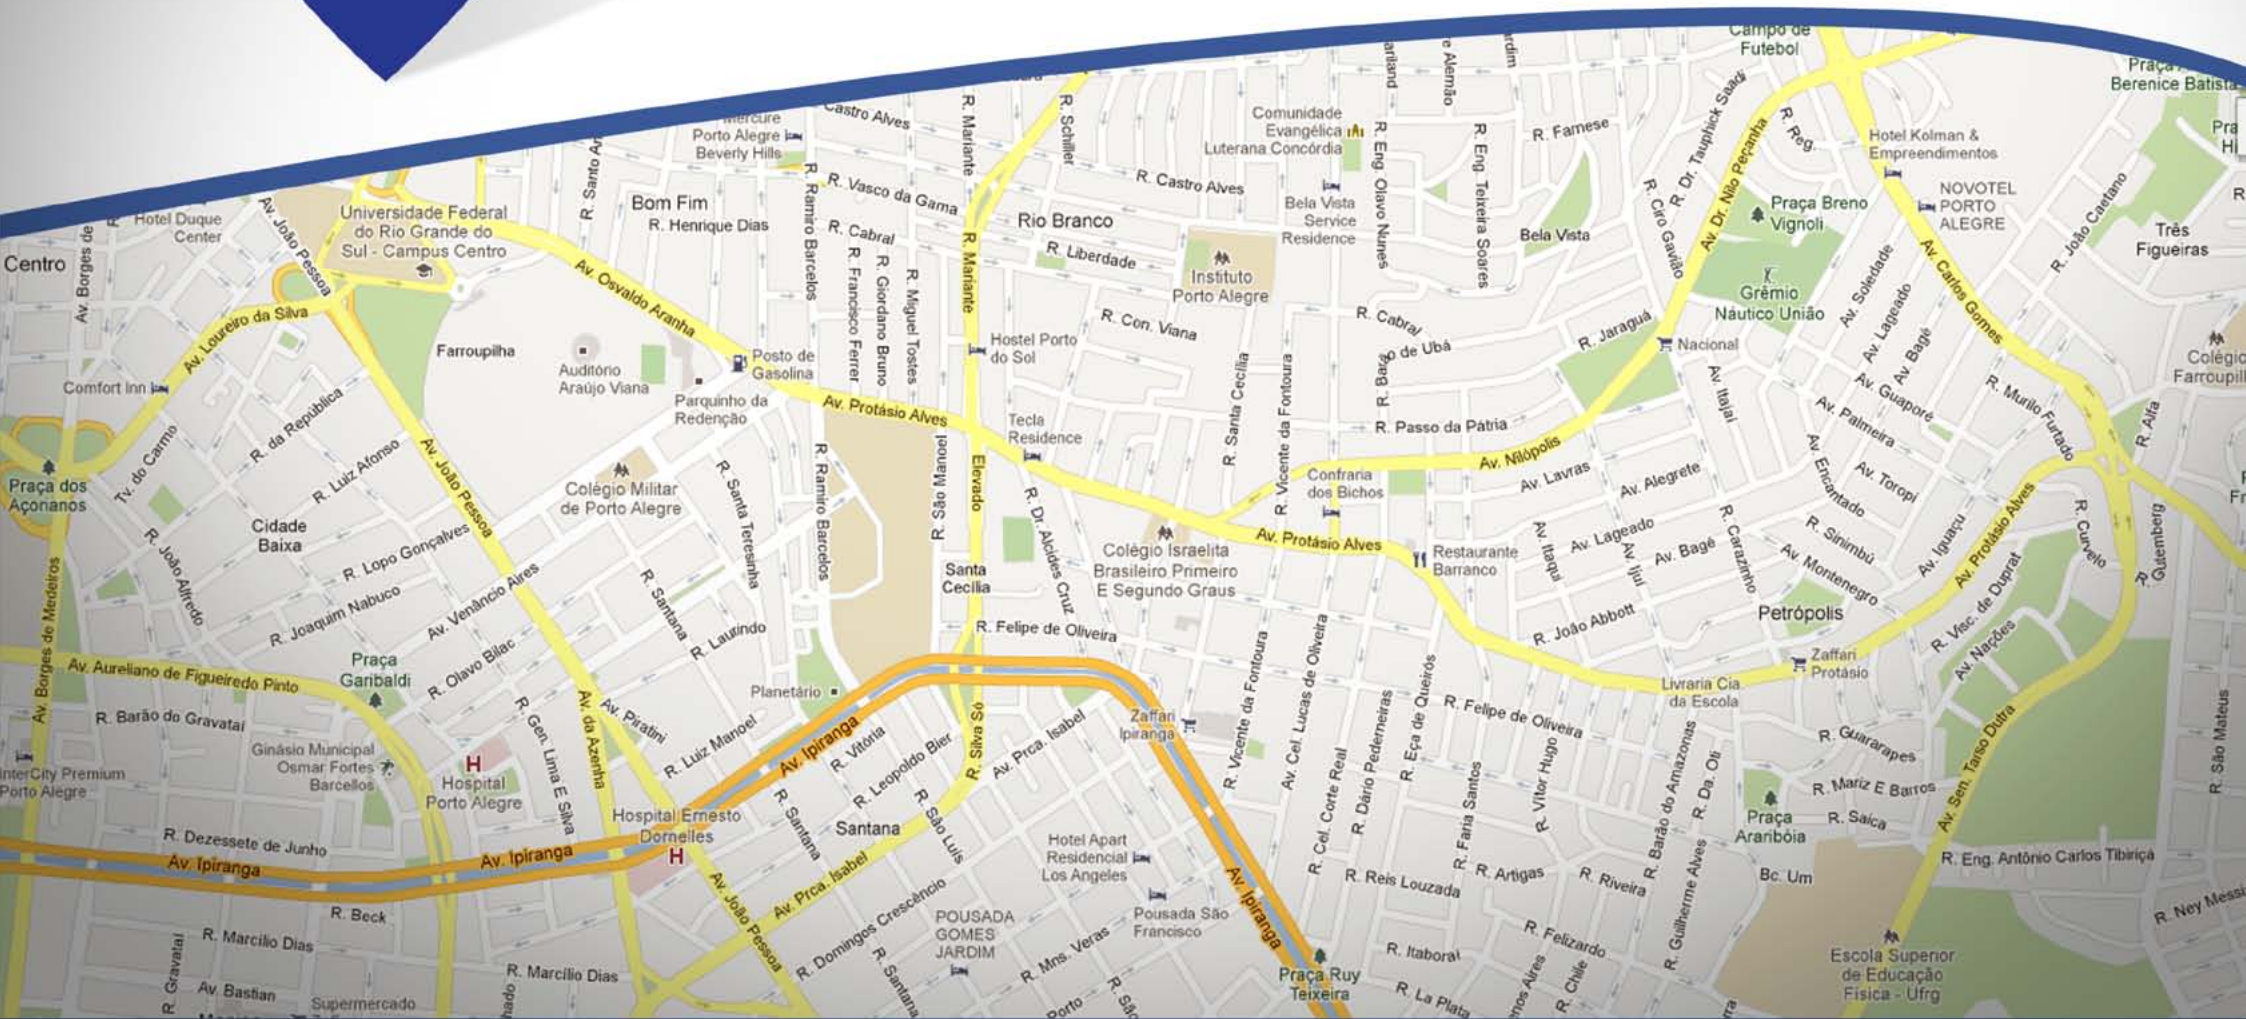 Campo de
Futebol
Berenice Batista
Castro Alves
R. Mariante
R. Schiller
Comunidade
Evangélica
Luterana Concórdia
R. Eng. Olavo Nunes
R. Eng. Teixeira Soares
R. Farnese
R. Dr. Tauphick Saadi
R. Reg.
Hotel Kolman &
Empreendimentos
Mercure
Porto Alegre
Beverly Hills
R. Vasco da Gama
R. Castro Alves
Bela Vista
Service
Residence
Praça Breno
Vignoli
NOVOTEL
PORTO
ALEGRE
R. João Caetano
Três
Figueiras
Hotel Duque
Center
Av. João Pessoa
Universidade Federal
do Rio Grande do
Sul - Campus Centro
Bom Fim
R. Henrique Dias
R. Ramiro Barcelos
R. Cabral
Rio Branco
R. Liberdade
Instituto
Porto Alegre
Bela Vista
R. Ciro Gavião
Av. Dr. Nilo Peçanha
Grêmio
Náutico União
Av. Carlos Gomes
Centro
Av. Borges de
Av. Loureiro da Silva
Av. Osvaldo Aranha
R. Francisco Ferrer
R. Giordano Bruno
R. Miguel Tostes
R. Mariante
R. Con. Viana
R. Cabral
R. Jaraguá
Nacional
Av. Soledade
Av. Lageado
Av. Bagé
Farroupilha
Auditório
Araújo Viana
Posto de
Gasolina
Hostel Porto
do Sol
R. Santa Cecília
R. Vicente da Fontoura
Av. Itajaí
Av. Guaporé
R. Murilo Furtado
Comfort Inn
R. da Republica
Parquinho da
Redenção
Av. Protásio Alves
Tecla
Residence
R. Passo da Pátria
Av. Palmeira
R. Alfa
Praça dos
Açorianos
Tv. do Carmo
R. Luiz Afonso
Av. João Pessoa
Colégio Militar
de Porto Alegre
R. Santa Teresinha
R. Ramiro Barcelos
R. São Manoel
Elevado
Confraria
dos Bichos
Av. Nilópolis
Av. Lavras
Av. Alegrete
Av. Encantado
Av. Toropi
Cidade
Baixa
R. João Alfredo
R. Lopo Gonçalves
R. Dr. Alcides Cruz
Colégio Israelita
Brasileiro Primeiro
E Segundo Graus
Av. Protásio Alves
Restaurante
Barranco
Av. Itaqui
Av. Lageado
Av. Ijuí
Av. Bagé
R. Carazinho
R. Sinimbú
Av. Iguaçu
Av. Protásio Alves
R. Curvelo
R. Gutemberg
Av. Borges de Medeiros
R. Joaquim Nabuco
Av. Venâncio Aires
R. Santana
R. Laurindo
Santa
Cecília
R. Felipe de Oliveira
R. João Abbott
Av. Montenegro
Petrópolis
R. Visc. de Duprat
Av. Nações
Av. Aureliano de Figueiredo Pinto
Praça
Garibaldi
R. Olavo Bilac
Planetário
R. Vicente da Fontoura
Av. Cel. Lucas de Oliveira
R. Eça de Queirós
Livraria Cia.
da Escola
Zaffari
Protásio
R. Barão do Gravataí
R. Gen. Lima E Silva
Av. da Azenha
Av. Piratini
R. Luiz Manoel
Av. Ipiranga
R. Vitória
R. Leopoldo Bier
Av. Prca. Isabel
Zaffari
Ipiranga
R. Dário Pederneiras
R. Felipe de Oliveira
R. Guararapes
Av. Sen. Tarso Dutra
R. São Mateus
Ginásio Municipal
Osmar Fortes
Barcellos
InterCity Premium
Porto Alegre
Hospital
Porto Alegre
Hospital Ernesto
Dornelles
R. Santana
Santana
R. São Luís
Hotel Apart
Residencial
Los Angeles
R. Cel. Corte Real
R. Faria Santos
R. Vitor Hugo
R. Barão do Amazonas
R. Da. Oti
R. Mariz E Barros
Praça
Araribóia
R. Saica
R. Dezessete de Junho
Av. Ipiranga
Av. Ipiranga
Av. Prca. Isabel
Av. Ipiranga
R. Reis Louzada
R. Artigas
R. Riveira
R. Guilherme Alves
Bc. Um
R. Eng. Antônio Carlos Tibiriçá
R. Beck
R. Marcílio Dias
Av. João Pessoa
R. Domingos Crescêncio
POUSADA
GOMES
JARDIM
Pousada São
Francisco
R. Mns. Veras
R. Itaboraí
R. Felizardo
R. Ney Messi
R. Gravataí
Av. Bastian
R. Marcílio Dias
Supermercado
R. Santana
Praça Ruy
Teixeira
R. La Plata
R. Chile
Escola Superior
de Educação
Física - Ufrg